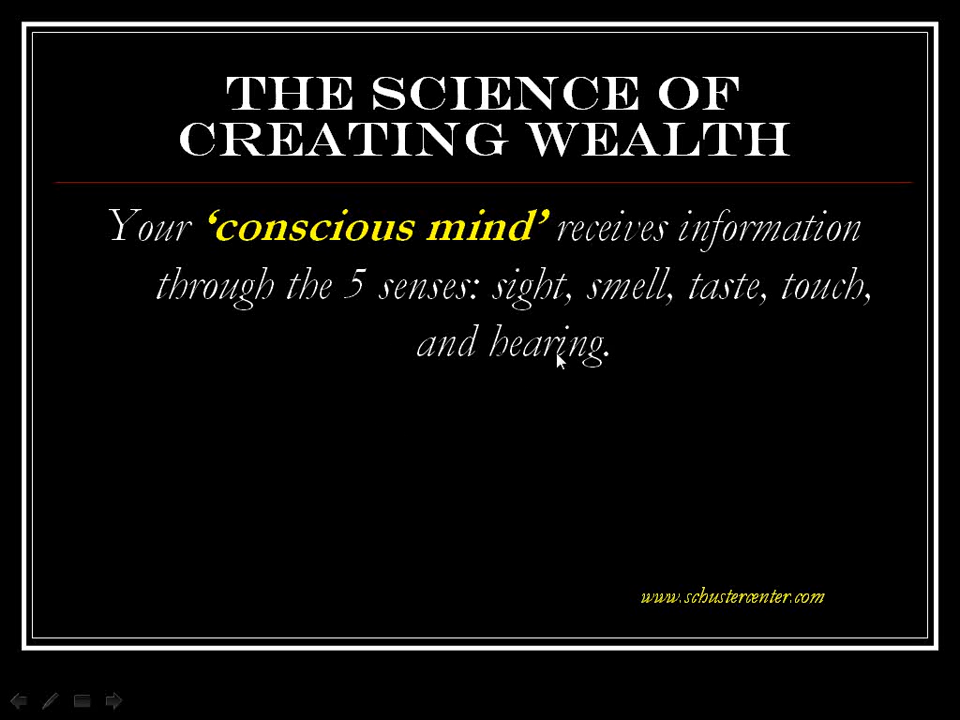 THE SCIENCE OF
CREATING WEALTH
Your ‘conscious mind’ receives information
through the 5 senses: sight, smell, taste, touch,
and hearing.
www.schustercenter.com